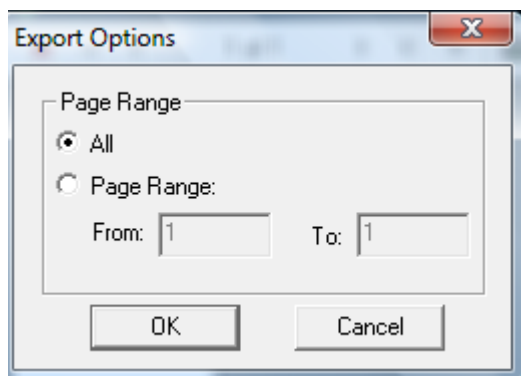 Export Options
Page Range
All
Page Range:
From: 1 To: 1
OK Cancel